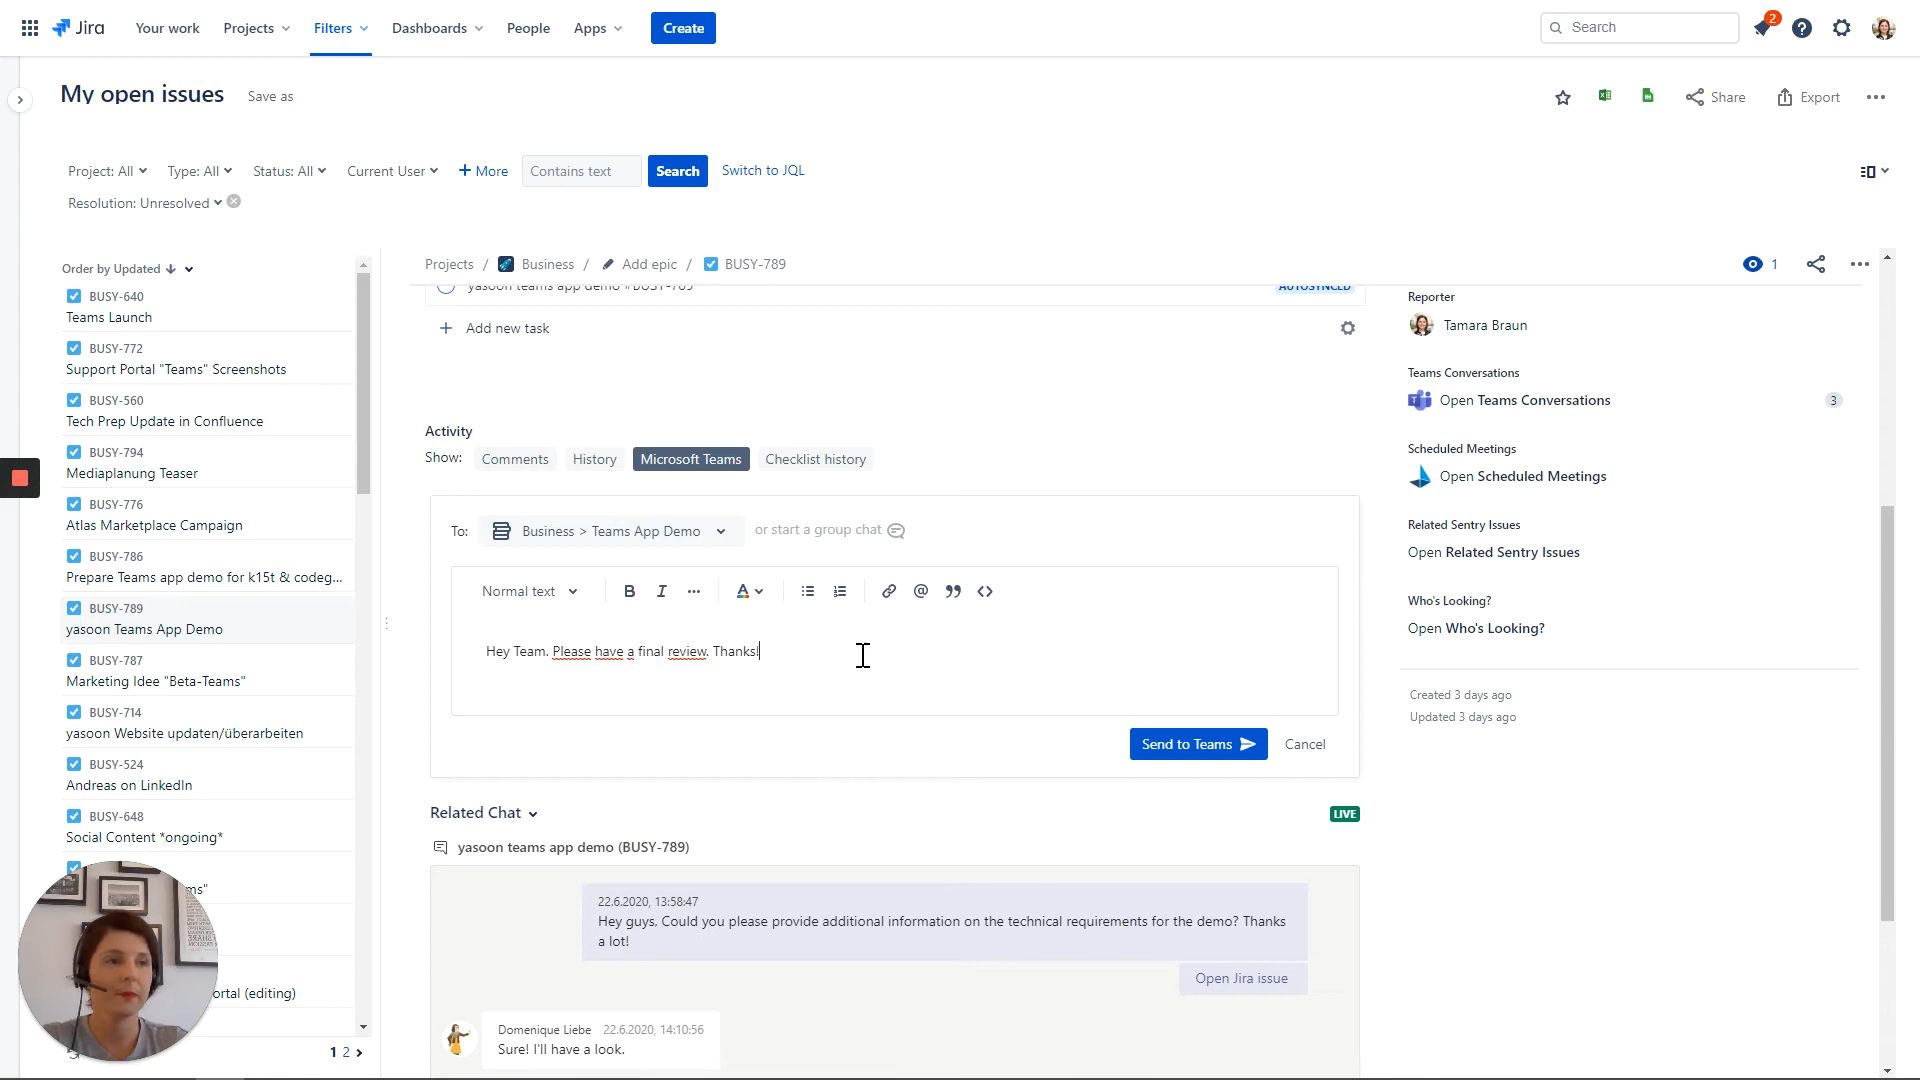 Jira
Your work
Projects
Filters
Dashboards
People
Apps
Create
Search
2
My open issues
Save as
Share
Export
Project: All
Type: All
Status: All
Current User
More
Contains text
Search
Switch to JQL
Resolution: Unresolved
Order by Updated
BUSY-640
Teams Launch
BUSY-772
Support Portal "Teams" Screenshots
BUSY-560
Tech Prep Update in Confluence
BUSY-794
Mediaplanung Teaser
BUSY-776
Atlas Marketplace Campaign
BUSY-786
Prepare Teams app demo for k15t & codeg...
BUSY-789
yasoon Teams App Demo
BUSY-787
Marketing Idee "Beta-Teams"
BUSY-714
yasoon Website updaten/überarbeiten
BUSY-524
Andreas on LinkedIn
BUSY-648
Social Content *ongoing*
ms"
ortal (editing)
1 2
Projects / Business / Add epic / BUSY-789
1
yasoon teams app demo #BUSY-789
AUTOSYNCED
Add new task
Activity
Show:
Comments
History
Microsoft Teams
Checklist history
To:
Business > Teams App Demo
or start a group chat
Normal text
Hey Team. Please have a final review. Thanks!
Send to Teams
Cancel
Related Chat
LIVE
yasoon teams app demo (BUSY-789)
22.6.2020, 13:58:47
Hey guys, Could you please provide additional information on the technical requirements for the demo? Thanks
a lot!
Open Jira issue
Domenique Liebe 22.6.2020, 14:10:56
Sure! I'll have a look.
Reporter
Tamara Braun
Teams Conversations
Open Teams Conversations
3
Scheduled Meetings
Open Scheduled Meetings
Related Sentry Issues
Open Related Sentry Issues
Who's Looking?
Open Who's Looking?
Created 3 days ago
Updated 3 days ago